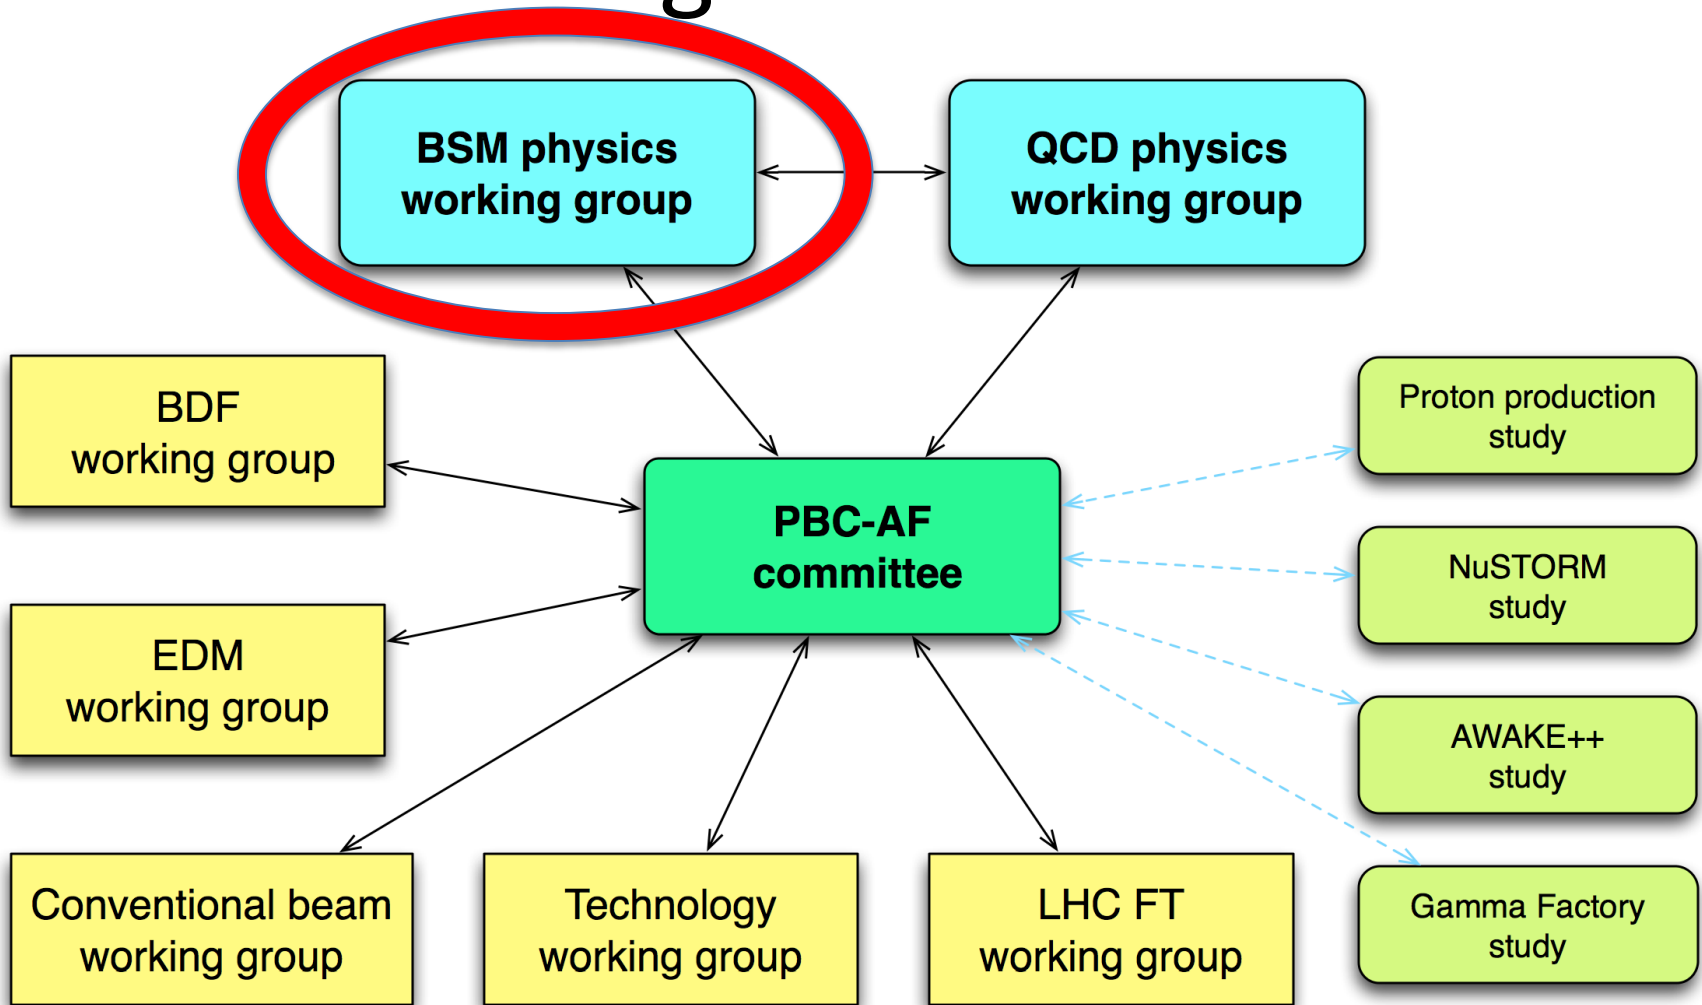 BSM physics
working group
QCD physics
working group
BDF
working group
Proton production
study
PBC-AF
committee
NuSTORM
study
EDM
working group
AWAKE++
study
Conventional beam
working group
Technology
working group
LHC FT
working group
Gamma Factory
study